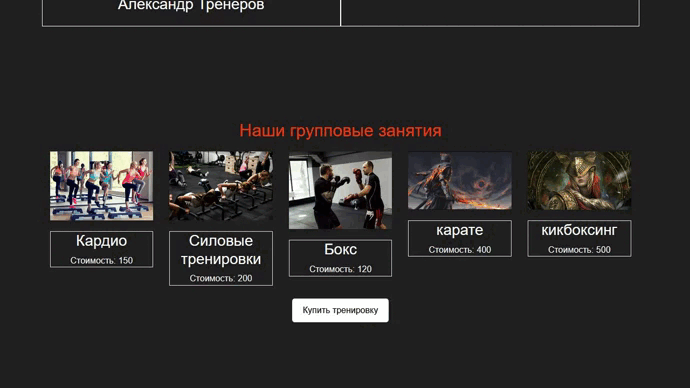 Александр Тренеров
Наши групповые занятия
Кардио
Стоимость: 150
Силовые
тренировки
Стоимость: 200
Бокс
Стоимость: 120
карате
Стоимость: 400
кикбоксинг
Стоимость: 500
Купить тренировку